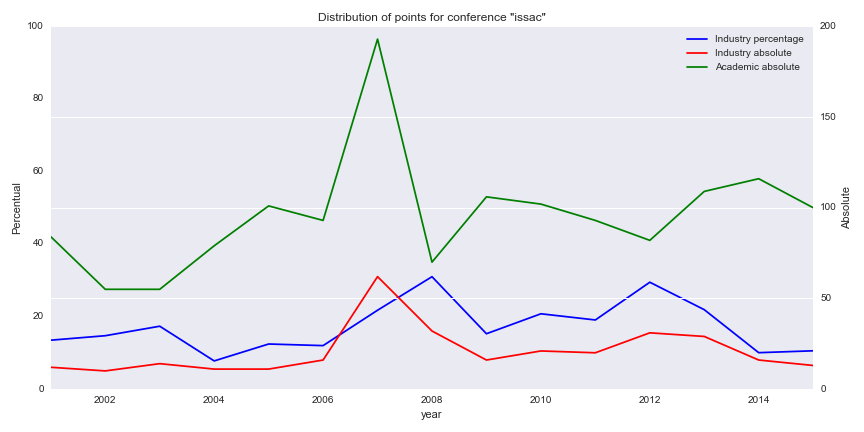 Distribution of points for conference "issac"
Industry percentage
Industry absolute
Academic absolute
Percentual
100
80
60
40
20
0
200
150
100
50
0
Absolute
2002 2004 2006 2008 2010 2012 2014
year